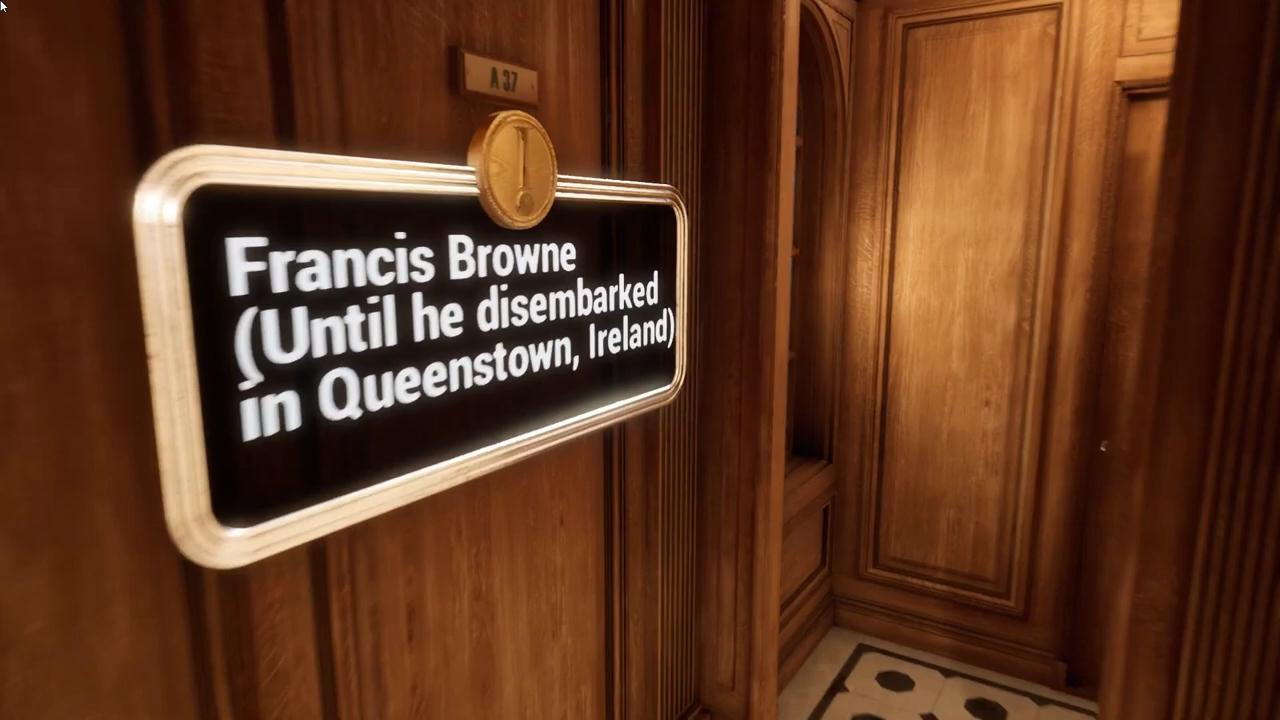 A 37
Francis Browne
(Until he disembarked
in Queenstown, Ireland)